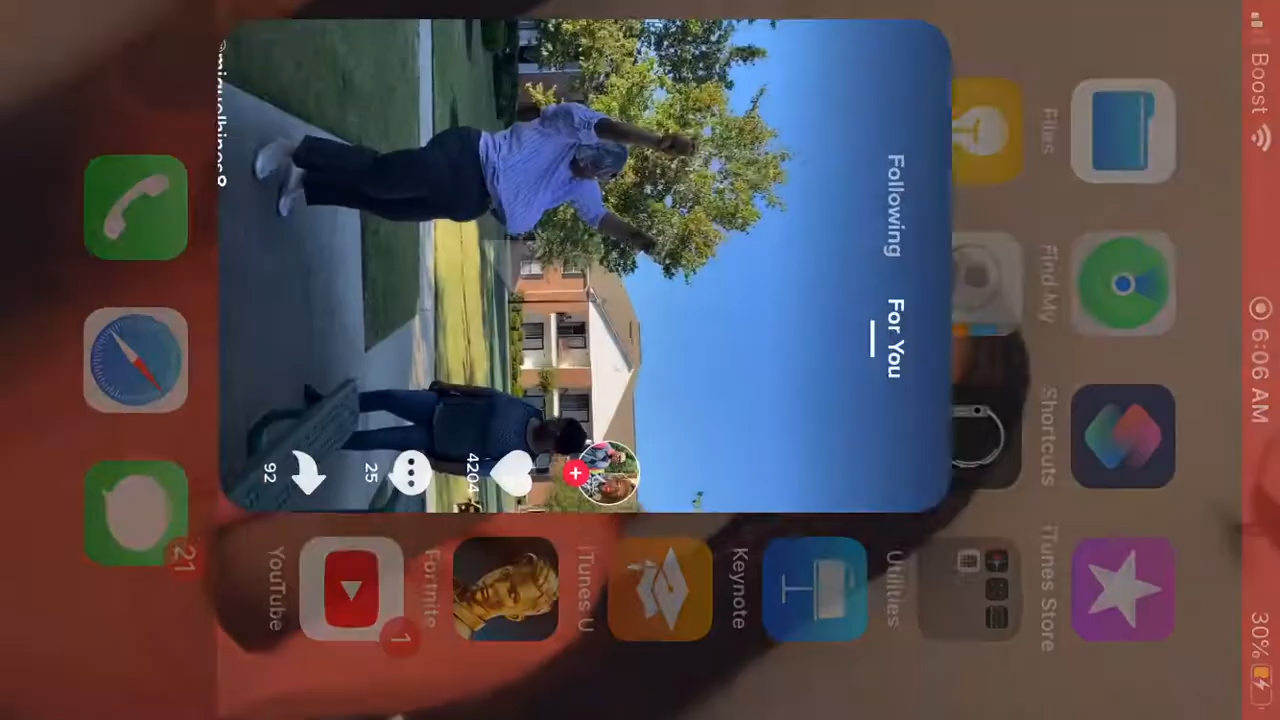 Boost 6:06 AM 30%
Files Find My Shortcuts iTunes Store
Utilities
Keynote
iTunes U
Fortnite
YouTube
1
21
Following For You
4204
25
92